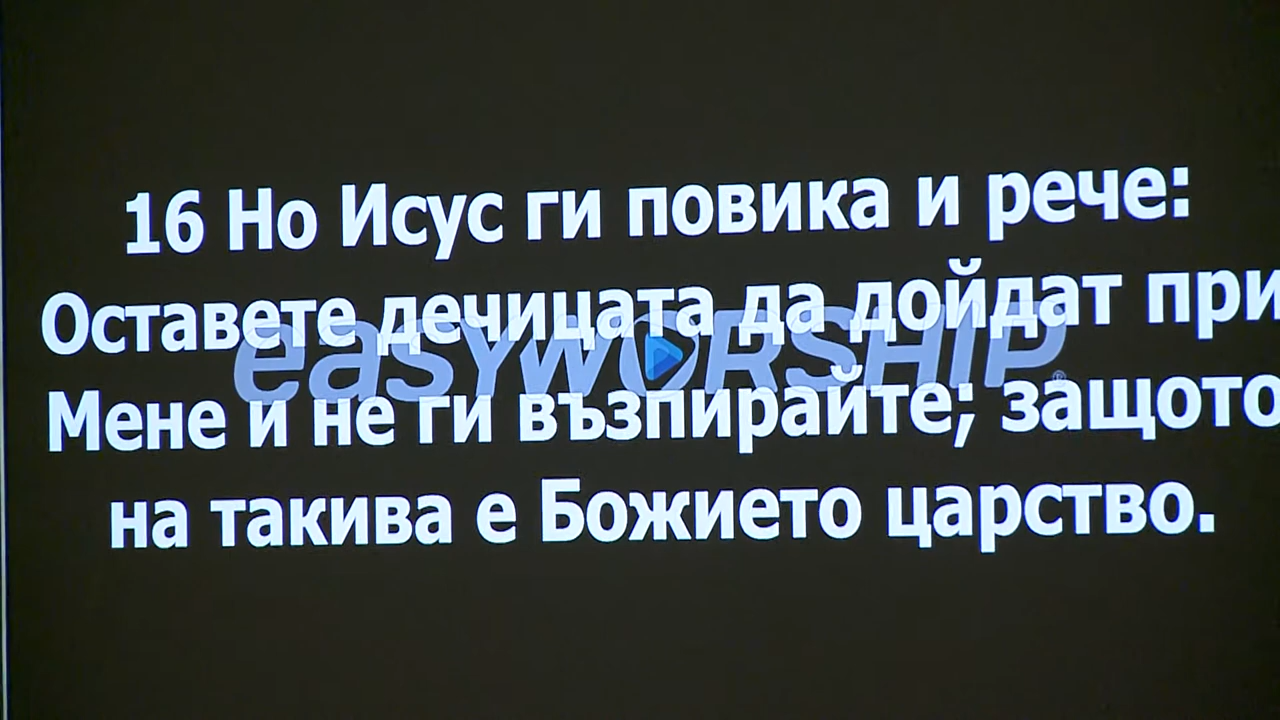 16 Но Исус ги повика и рече:
Оставете дечицата да дойдат при
easyWORSHIP®
Мене и не ги възпирайте; защото
на такива е Божието царство.